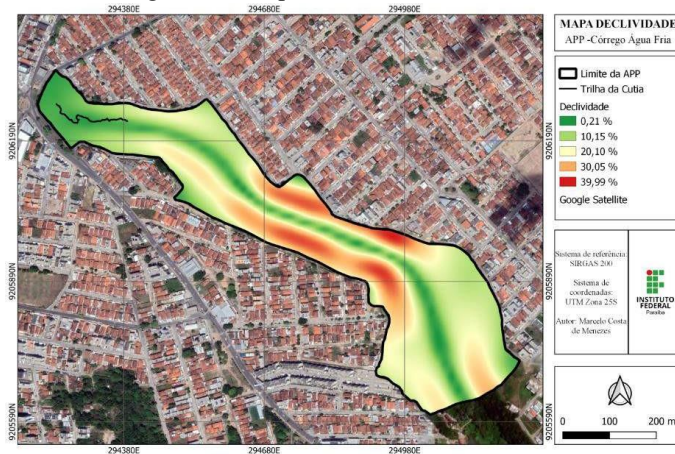 294380E 294680E 294980E
9206190N
9205890N
9205590N
9206190N
9205890N
9205590N
294380E 294680E 294980E
MAPA DECLIVIDADE
APP -Córrego Água Fria
Limite da APP
Trilha da Cutia
Declividade
0,21 %
10,15 %
20,10 %
30,05 %
39,99 %
Google Satellite
Sistema de referência:
SIRGAS 200
Sistema de
coordenadas:
UTM Zona 25S
Autor: Marcelo Costa
de Menezes
INSTITUTO
FEDERAL
Paraíba
0 100 200 m